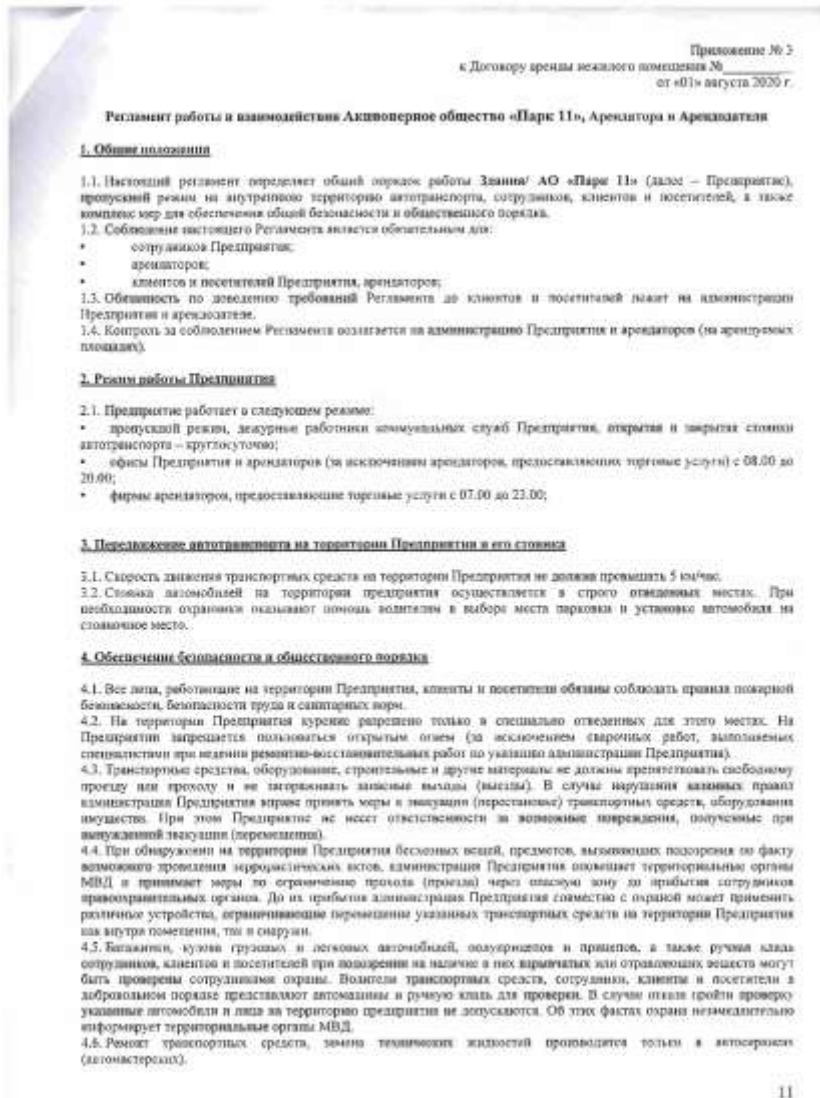 Приложение № 3
к Договору аренды нежилого помещения №__________
от «01» августа 2020 г.
Регламент работы и взаимодействия Акционерное общество «Парк 11», Арендатора и Арендодателя
1. Общие положения
1.1. Настоящий регламент определяет общий порядок работы Здания/ АО «Парк 11» (далее – Предприятие),
пропускной режим на внутреннюю территорию автотранспорта, сотрудников, клиентов и посетителей, а также
комплекс мер для обеспечения общей безопасности и общественного порядка.
1.2. Соблюдение настоящего Регламента является обязательным для:
• сотрудников Предприятия;
• арендаторов;
• клиентов и посетителей Предприятия, арендаторов;
1.3. Обязанность по доведению требований Регламента до клиентов и посетителей лежит на администрации
Предприятия и арендодателе.
1.4. Контроль за соблюдением Регламента возлагается на администрацию Предприятия и арендаторов (на арендуемых
площадях).
2. Режим работы Предприятия
2.1. Предприятие работает в следующем режиме:
• пропускной режим, дежурные работники коммунальных служб Предприятия, открытая и закрытая стоянки
автотранспорта – круглосуточно;
• офисы Предприятия и арендаторов (за исключением арендаторов, предоставляющих торговые услуги) с 08.00 до
20.00;
• фирмы арендаторов, предоставляющие торговые услуги с 07.00 до 23.00;
3. Передвижение автотранспорта на территории Предприятия и его стоянка
3.1. Скорость движения транспортных средств на территории Предприятия не должна превышать 5 км/час.
3.2. Стоянка автомобилей на территории предприятия осуществляется в строго отведенных местах. При
необходимости охранники оказывают помощь водителям в выборе места парковки и установке автомобиля на
стояночное место.
4. Обеспечение безопасности и общественного порядка
4.1. Все лица, работающие на территории Предприятия, клиенты и посетители обязаны соблюдать правила пожарной
безопасности, безопасности труда и санитарных норм.
4.2. На территории Предприятия курение разрешено только в специально отведенных для этого местах. На
Предприятии запрещается пользоваться открытым огнем (за исключением сварочных работ, выполняемых
специалистами при ведении ремонтно-восстановительных работ по указанию администрации Предприятия).
4.3. Транспортные средства, оборудование, строительные и другие материалы не должны препятствовать свободному
проезду или проходу и не загораживать запасные выходы (выезды). В случае нарушения названных правил
администрация Предприятия вправе принять меры к эвакуации (перестановке) транспортных средств, оборудования
имущества. При этом Предприятие не несет ответственности за возможные повреждения, полученные при
вынужденной эвакуации (перемещения).
4.4. При обнаружении на территории Предприятия бесхозных вещей, предметов, вызывающих подозрения по факту
возможного проведения террористических актов, администрация Предприятия оповещает территориальные органы
МВД и принимает меры по ограничению прохода (проезда) через опасную зону до прибытия сотрудников
правоохранительных органов. До их прибытия администрация Предприятия совместно с охраной может применить
различные устройства, ограничивающие перемещение указанных транспортных средств на территории Предприятия
как внутри помещения, так и снаружи.
4.5. Багажники, кузова грузовых и легковых автомобилей, полуприцепов и прицепов, а также ручная кладь
сотрудников, клиентов и посетителей при подозрении на наличие в них взрывчатых или отравляющих веществ могут
быть проверены сотрудниками охраны. Водители транспортных средств, сотрудники, клиенты и посетители в
добровольном порядке представляют автомашины и ручную кладь для проверки. В случае отказа пройти проверку
указанные автомобили и лица на территорию предприятия не допускаются. Об этих фактах охрана незамедлительно
информирует территориальные органы МВД.
4.6. Ремонт транспортных средств, замена технических жидкостей производится только в автосервисах
(автомастерских).
11